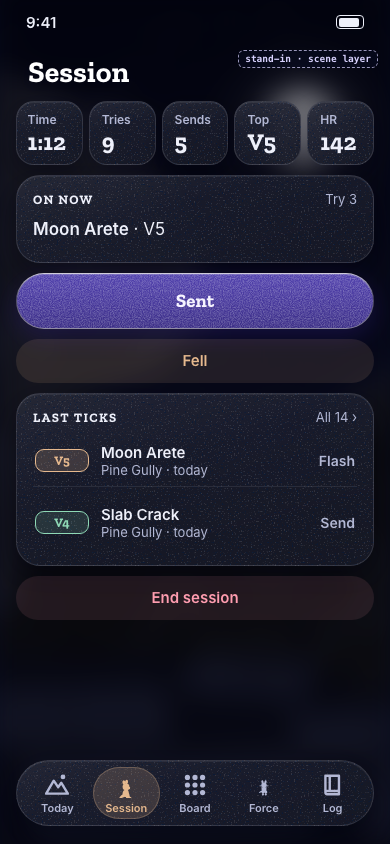 9:41
stand-in · scene layer
Session
Time Tries Sends Top HR
1:12 9 5 V5 142
ON NOW Try 3
Moon Arete · V5
Sent
Fell
LAST TICKS All 14 ›
V5 Moon Arete Flash
Pine Gully · today
V4 Slab Crack Send
Pine Gully · today
End session
Today Session Board Force Log